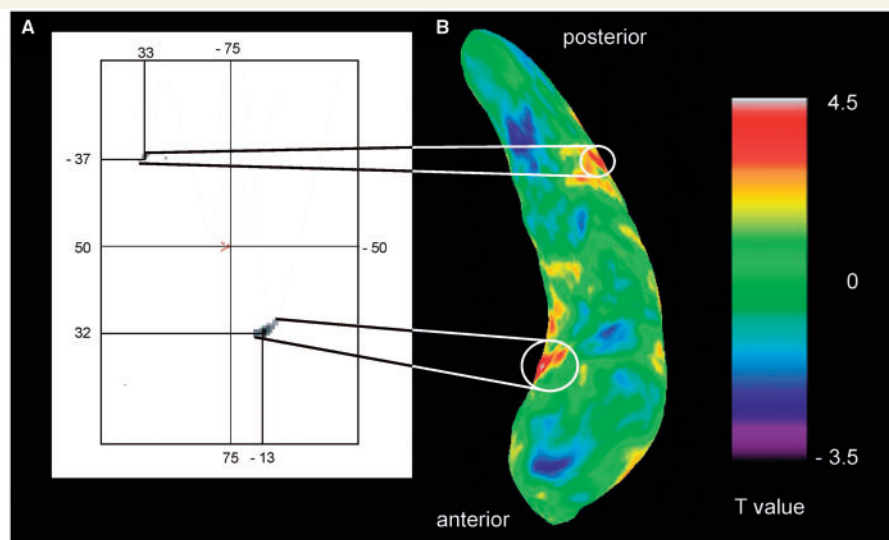 A
33
- 75
- 37
50
- 50
32
75
- 13
B
posterior
anterior
4.5
0
- 3.5
T value